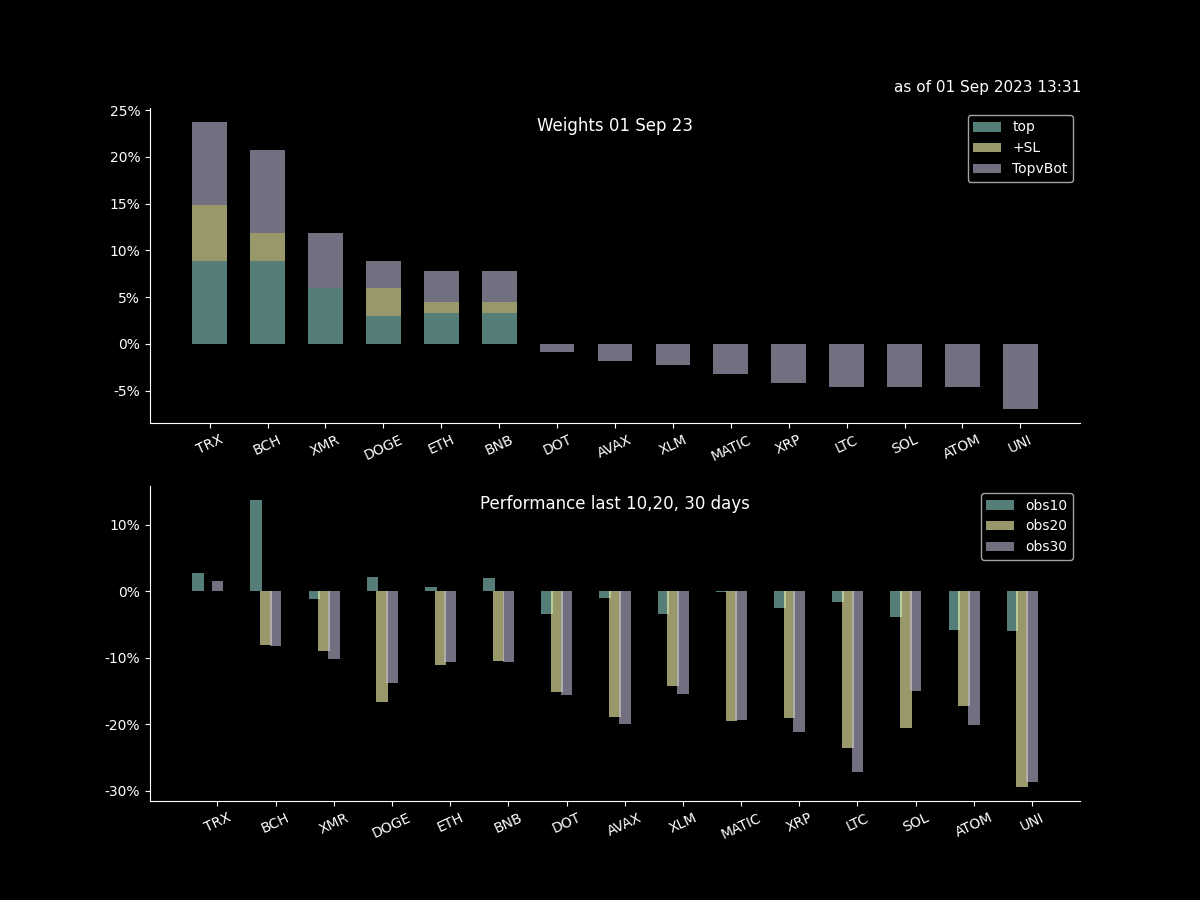 as of 01 Sep 2023 13:31
Weights 01 Sep 23
top
+SL
TopvBot
25%
20%
15%
10%
5%
0%
-5%
TRX BCH XMR DOGE ETH BNB DOT AVAX XLM MATIC XRP LTC SOL ATOM UNI
Performance last 10,20, 30 days
obs10
obs20
obs30
10%
0%
-10%
-20%
-30%
TRX BCH XMR DOGE ETH BNB DOT AVAX XLM MATIC XRP LTC SOL ATOM UNI